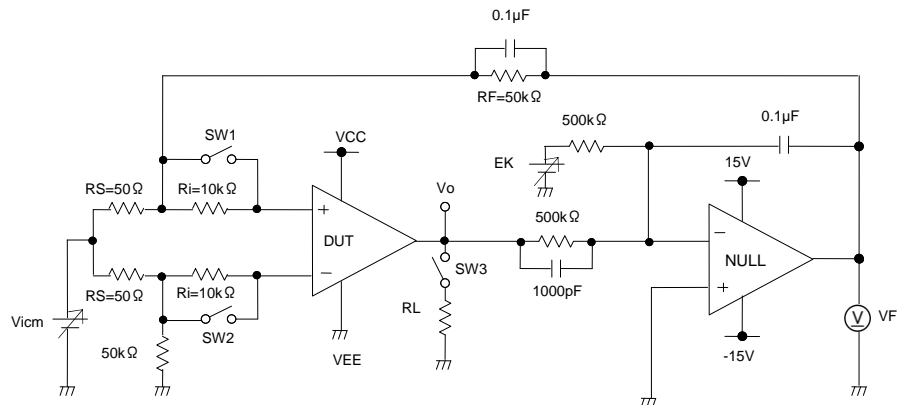 0.1µF
RF=50kΩ
0.1µF
500kΩ
SW1
VCC
EK
15V
RS=50Ω
Ri=10kΩ
Vo
500kΩ
+
DUT
−
−
NULL
+
SW3
1000pF
RS=50Ω
Ri=10kΩ
RL
Vicm
SW2
V
VF
50kΩ
VEE
-15V